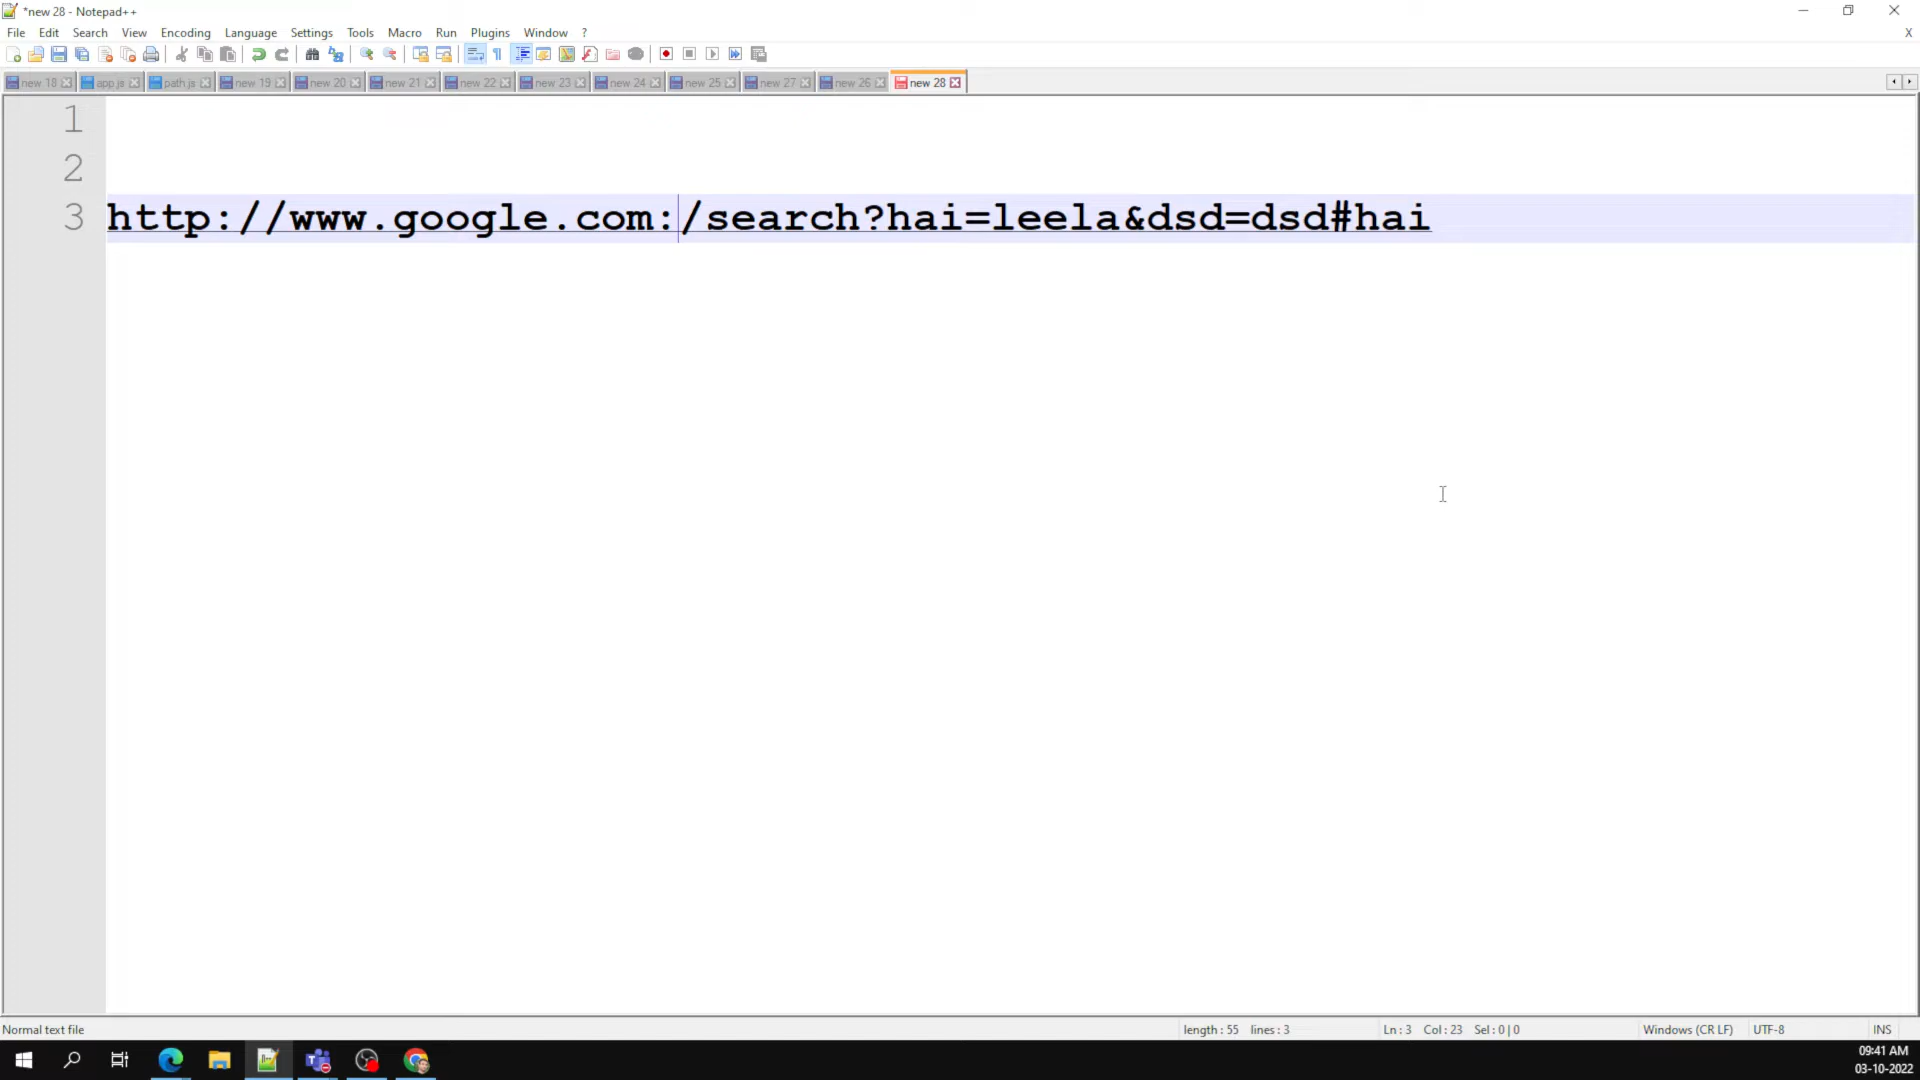 *new 28 - Notepad++
File Edit Search View Encoding Language Settings Tools Macro Run Plugins Window ?
X
new 18 app.js path.js new 19 new 20 new 21 new 22 new 23 new 24 new 25 new 27 new 26 new 28
1
2
3 http://www.google.com:/search?hai=leela&dsd=dsd#hai
Normal text file length : 55 lines : 3 Ln : 3 Col : 23 Sel : 0 | 0 Windows (CR LF) UTF-8 INS
09:41 AM
03-10-2022